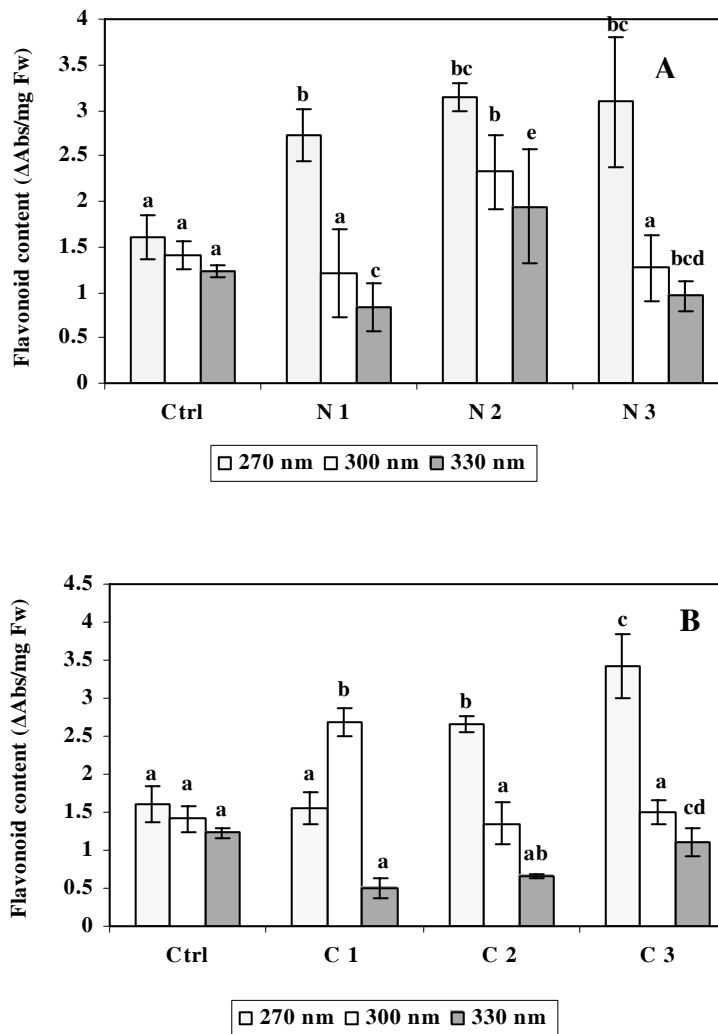 4
3.5
3
2.5
2
1.5
1
0.5
0
Flavonoid content (ΔAbs/mg Fw)
A
a a a
b a c
bc b e
bc a bcd
Ctrl N 1 N 2 N 3
270 nm 300 nm 330 nm
4.5
4
3.5
3
2.5
2
1.5
1
0.5
0
Flavonoid content (ΔAbs/mg Fw)
B
a a a
a b a
b a ab
c a cd
Ctrl C 1 C 2 C 3
270 nm 300 nm 330 nm